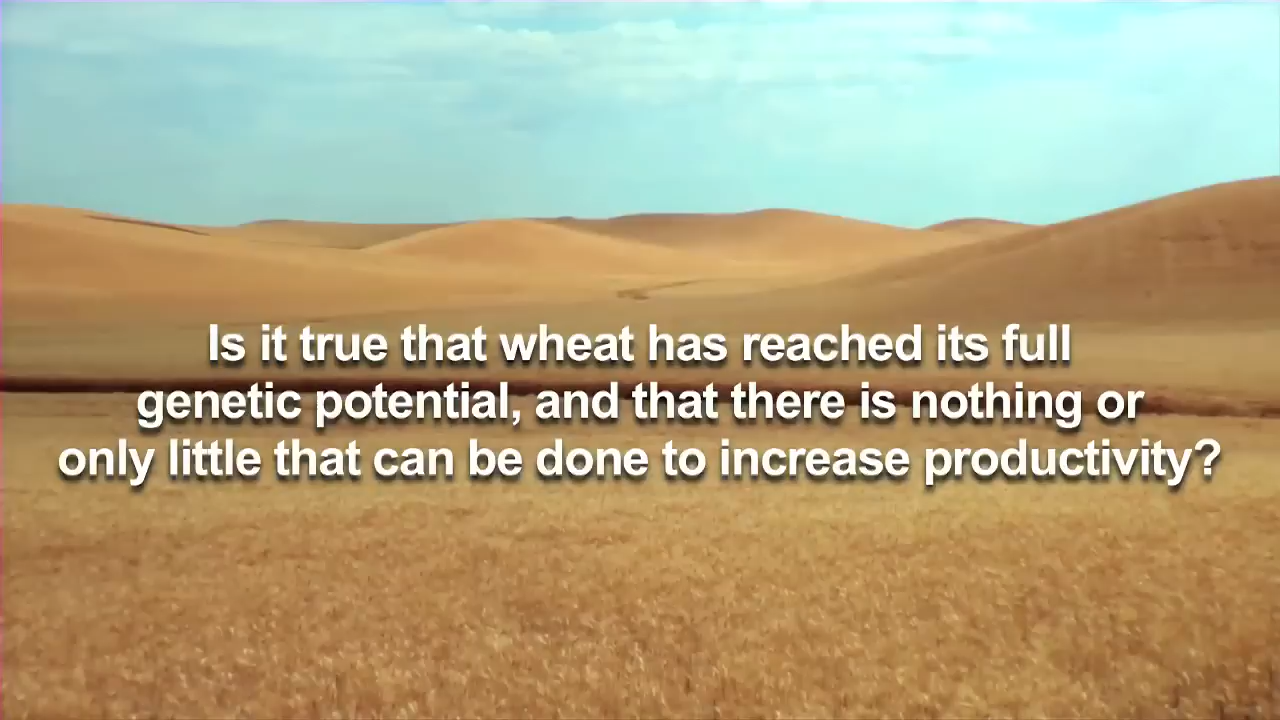 Is it true that wheat has reached its full
genetic potential, and that there is nothing or
only little that can be done to increase productivity?